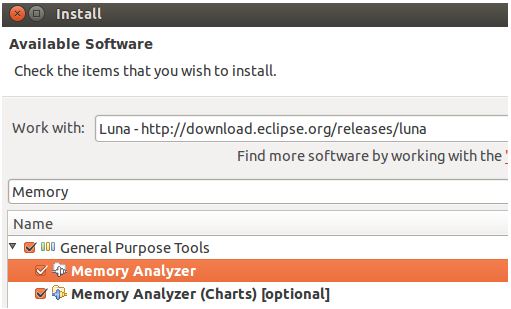 Install
Available Software
Check the items that you wish to install.
Work with: Luna - http://download.eclipse.org/releases/luna
Find more software by working with the
Memory
Name
General Purpose Tools
Memory Analyzer
Memory Analyzer (Charts) [optional]